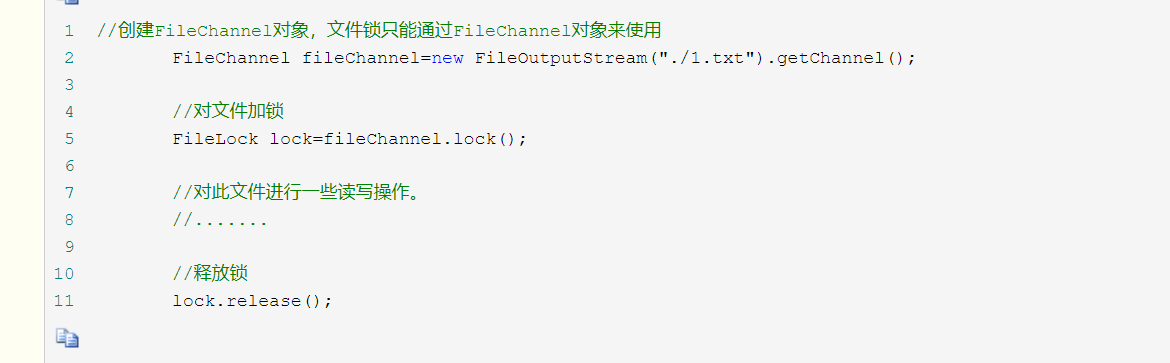 1 //创建FileChannel对象，文件锁只能通过FileChannel对象来使用
2 FileChannel fileChannel=new FileOutputStream("./1.txt").getChannel();
3
4 //对文件加锁
5 FileLock lock=fileChannel.lock();
6
7 //对此文件进行一些读写操作。
8 //.......
9
10 //释放锁
11 lock.release();